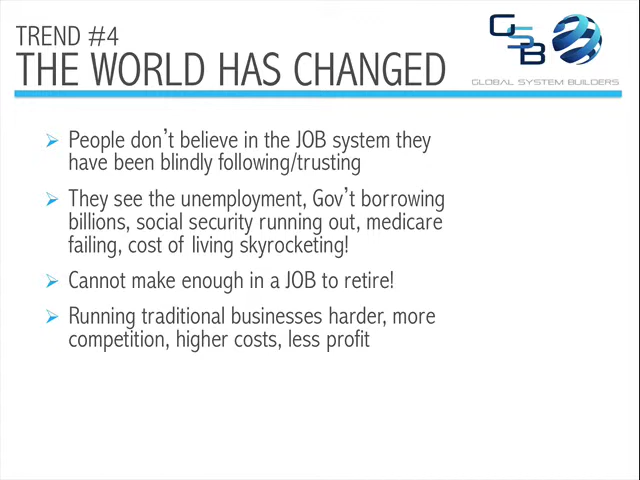 TREND #4
THE WORLD HAS CHANGED
GSB
GLOBAL SYSTEM BUILDERS
People don't believe in the JOB system they
have been blindly following/trusting
They see the unemployment, Gov't borrowing
billions, social security running out, medicare
failing, cost of living skyrocketing!
Cannot make enough in a JOB to retire!
Running traditional businesses harder, more
competition, higher costs, less profit